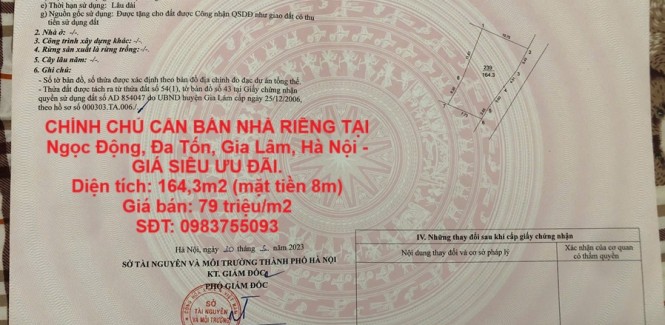 e) Thời hạn sử dụng: Lâu dài
g) Nguồn gốc sử dụng: Được tặng cho đất được Công nhận QSDĐ như giao đất có thu
tiền sử dụng đất
2. Nhà ở: -/-.
3. Công trình xây dựng khác: -/-.
4. Rừng sản xuất là rừng trồng: -/-.
5. Cây lâu năm: -/-.
6. Ghi chú:
- Số tờ bản đồ, số thửa được xác định theo bản đồ địa chính đo đạc dự án tổng thể.
- Thửa đất được tách ra từ thửa đất số 54(1), tờ bản đồ số 43 tại Giấy chứng nhận
quyền sử dụng đất số AD 854047 do UBND huyện Gia Lâm cấp ngày 25/12/2006,
theo hồ sơ số 000303.TA.006./
239
164.3
CHÍNH CHỦ CẦN BÁN NHÀ RIÊNG TẠI
Ngọc Động, Đa Tốn, Gia Lâm, Hà Nội -
GIÁ SIÊU ƯU ĐÃI.
Diện tích: 164,3m2 (mặt tiền 8m)
Giá bán: 79 triệu/m2
SĐT: 0983755093
Hà Nội, ngày 20 tháng 5 năm 2023
SỞ TÀI NGUYÊN VÀ MÔI TRƯỜNG THÀNH PHỐ HÀ NỘI
KT. GIÁM ĐỐC
PHÓ GIÁM ĐỐC
SỞ
TÀI NGUYÊN
VÀ MÔI TRƯỜNG
IV. Những thay đổi sau khi cấp giấy chứng nhận
Nội dung thay đổi và cơ sở pháp lý
Xác nhận của cơ quan
có thẩm quyền